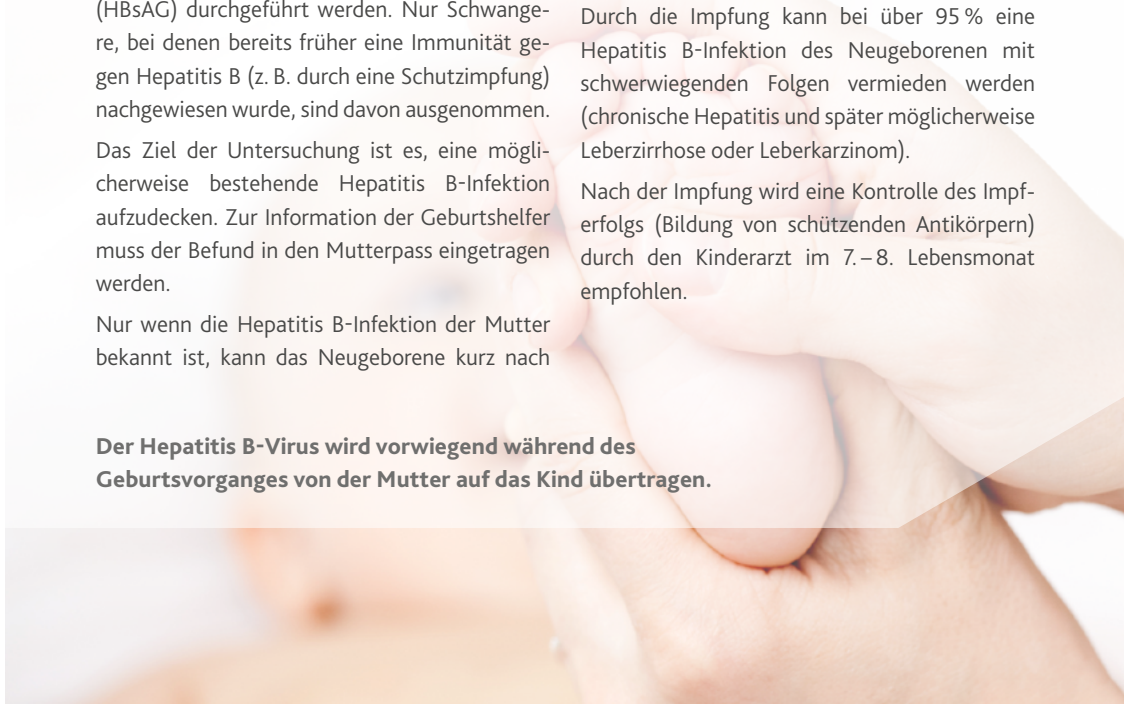 (HBsAG) durchgeführt werden. Nur Schwange-
re, bei denen bereits früher eine Immunität ge-
gen Hepatitis B (z. B. durch eine Schutzimpfung)
nachgewiesen wurde, sind davon ausgenommen.
Das Ziel der Untersuchung ist es, eine mögli-
cherweise bestehende Hepatitis B-Infektion
aufzudecken. Zur Information der Geburtshelfer
muss der Befund in den Mutterpass eingetragen
werden.
Nur wenn die Hepatitis B-Infektion der Mutter
bekannt ist, kann das Neugeborene kurz nach
Durch die Impfung kann bei über 95 % eine
Hepatitis B-Infektion des Neugeborenen mit
schwerwiegenden Folgen vermieden werden
(chronische Hepatitis und später möglicherweise
Leberzirrhose oder Leberkarzinom).
Nach der Impfung wird eine Kontrolle des Impf-
erfolgs (Bildung von schützenden Antikörpern)
durch den Kinderarzt im 7. – 8. Lebensmonat
empfohlen.
Der Hepatitis B-Virus wird vorwiegend während des
Geburtsvorganges von der Mutter auf das Kind übertragen.